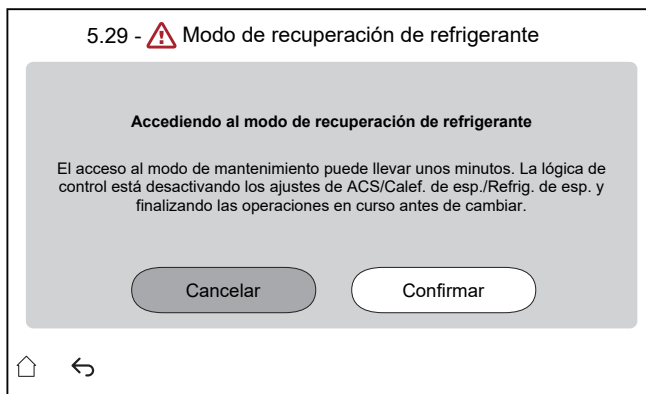 5.29 - Modo de recuperación de refrigerante
Accediendo al modo de recuperación de refrigerante
El acceso al modo de mantenimiento puede llevar unos minutos. La lógica de
control está desactivando los ajustes de ACS/Calef. de esp./Refrig. de esp. y
finalizando las operaciones en curso antes de cambiar.
Cancelar Confirmar